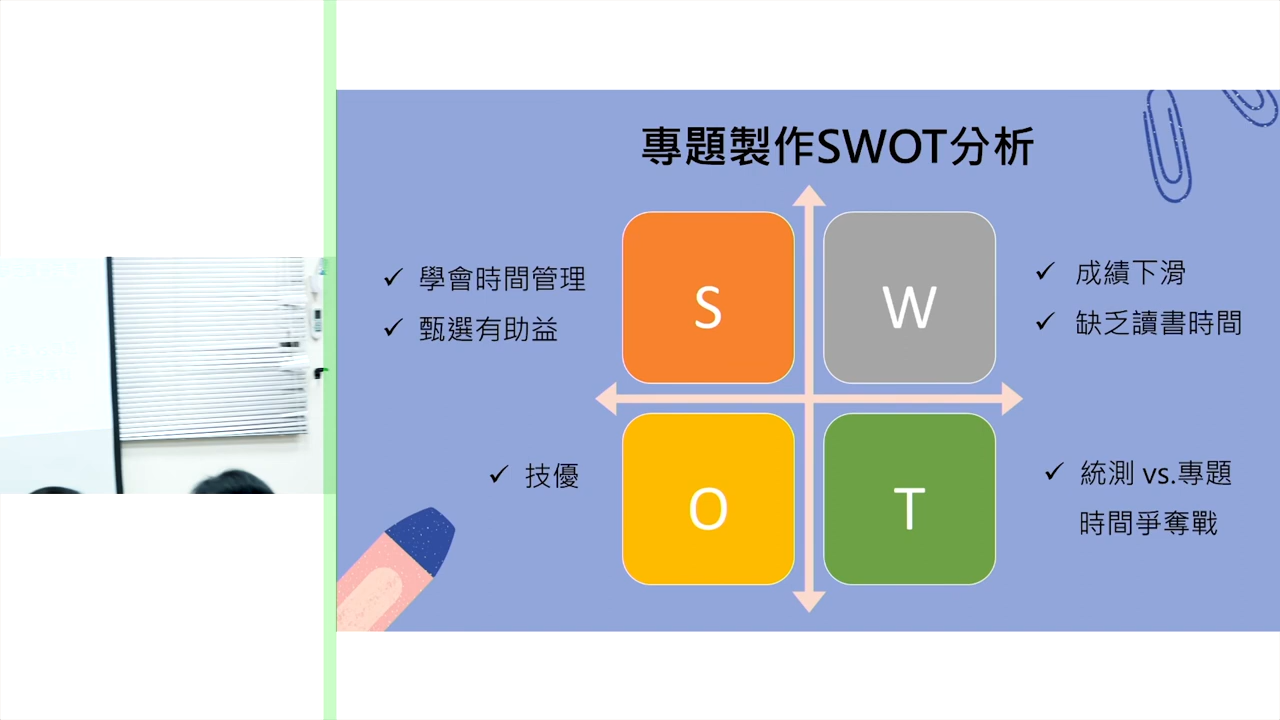 專題製作SWOT分析
學會時間管理
甄選有助益
S
W
成績下滑
缺乏讀書時間
技優
O
T
統測 vs.專題
時間爭奪戰